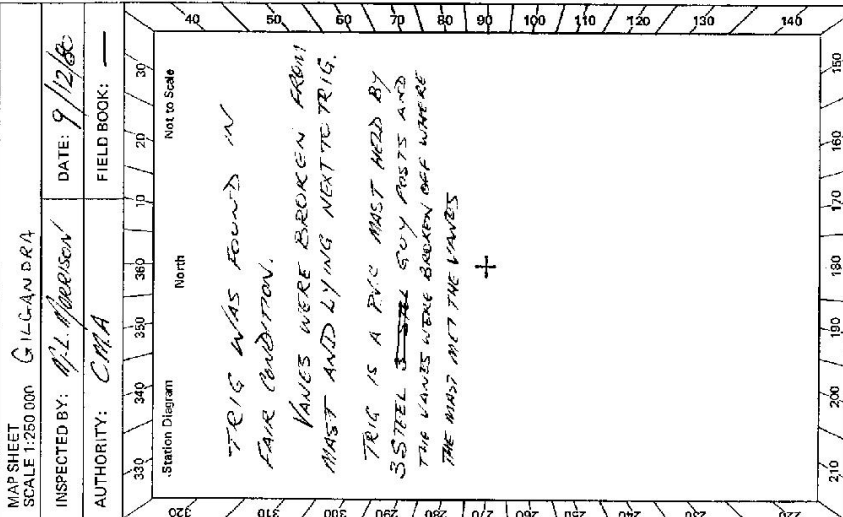 MAP SHEET
SCALE 1:250 000 GILGANDRA
INSPECTED BY: M.L. MORRISON DATE: 9/12/80
AUTHORITY: CMA FIELD BOOK: —
330 340 350 360 10 20 30
Station Diagram North Not to Scale
TRIG WAS FOUND IN
FAIR CONDITION.
VANES WERE BROKEN FROM
MAST AND LYING NEXT TO TRIG.
TRIG IS A PVC MAST HELD BY
3 STEEL GUY POSTS AND
THE VANES WERE BROKEN OFF WHERE
THE MAST MET THE VANES
40 50 60 70 80 90 100 110 120 130 140
320 310 300 290 280 270 260 250 240 230 220
210 200 190 180 170 160 150